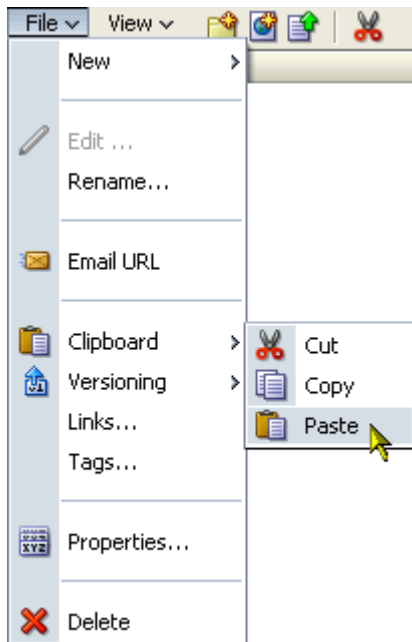 File View
New
Edit ...
Rename...
Email URL
Clipboard
Cut
Versioning
Copy
Links...
Paste
Tags...
Properties...
Delete